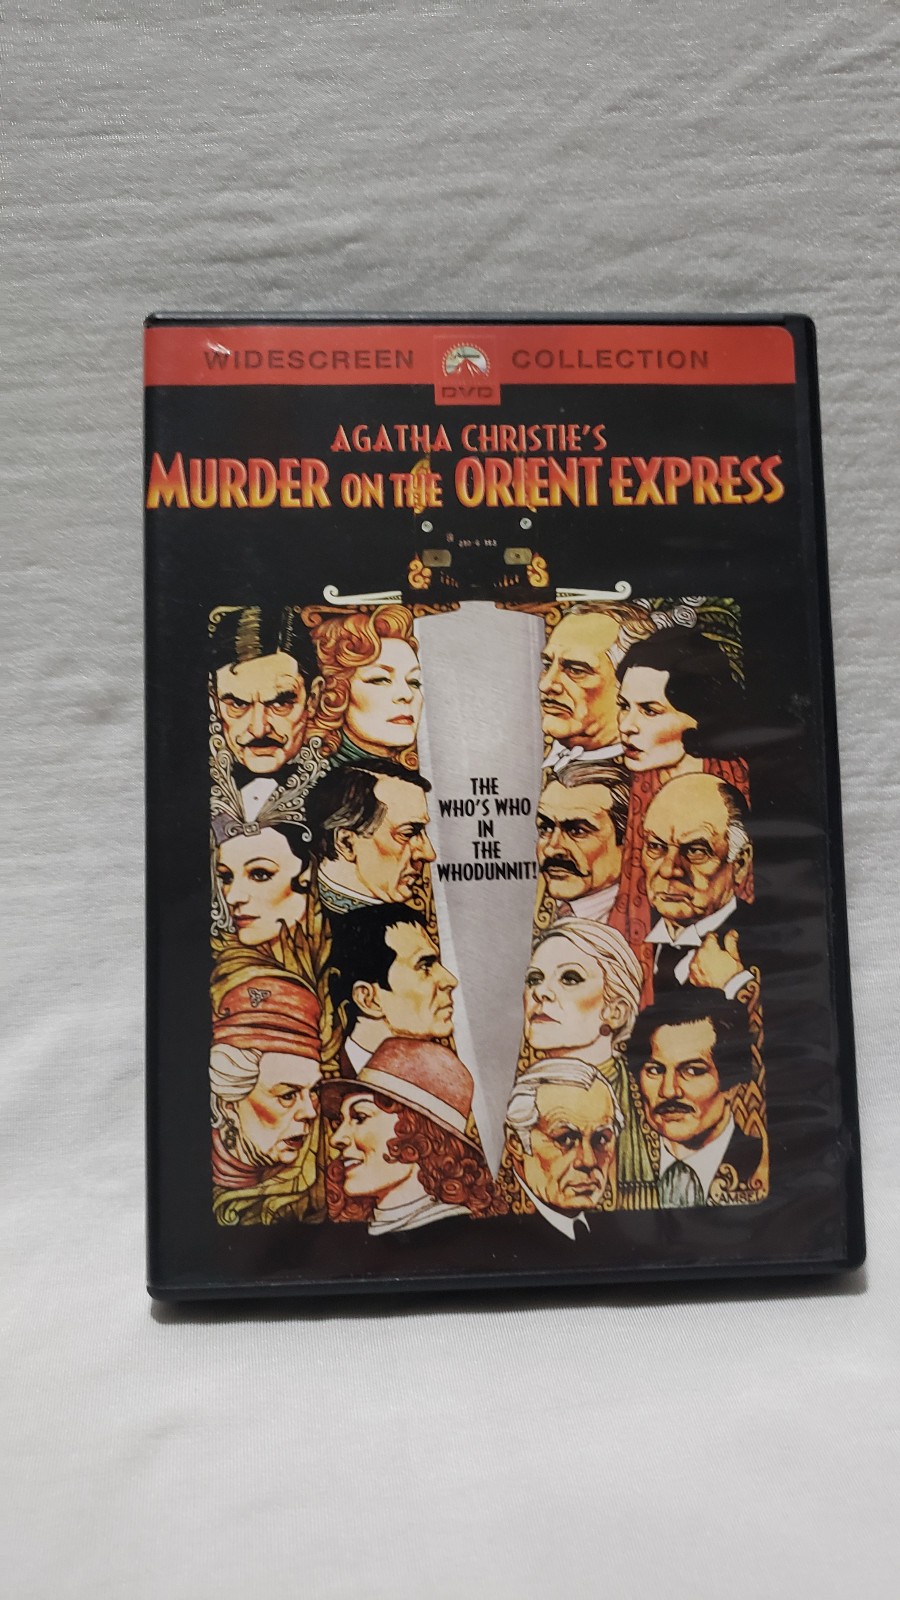 WIDESCREEN DVD COLLECTION
AGATHA CHRISTIE'S
MURDER ON THE ORIENT EXPRESS
THE
WHO'S WHO
IN
THE
WHODUNNIT!
AMSEL